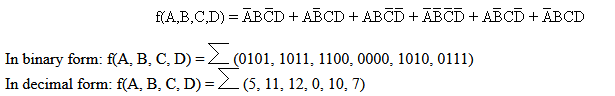 f(A,B,C,D) = A̅BC̅D + AB̅CD + ABC̅D̅ + A̅B̅C̅D̅ + AB̅CD̅ + A̅BCD
In binary form: f(A, B, C, D) = ∑ (0101, 1011, 1100, 0000, 1010, 0111)
In decimal form: f(A, B, C, D) = ∑ (5, 11, 12, 0, 10, 7)